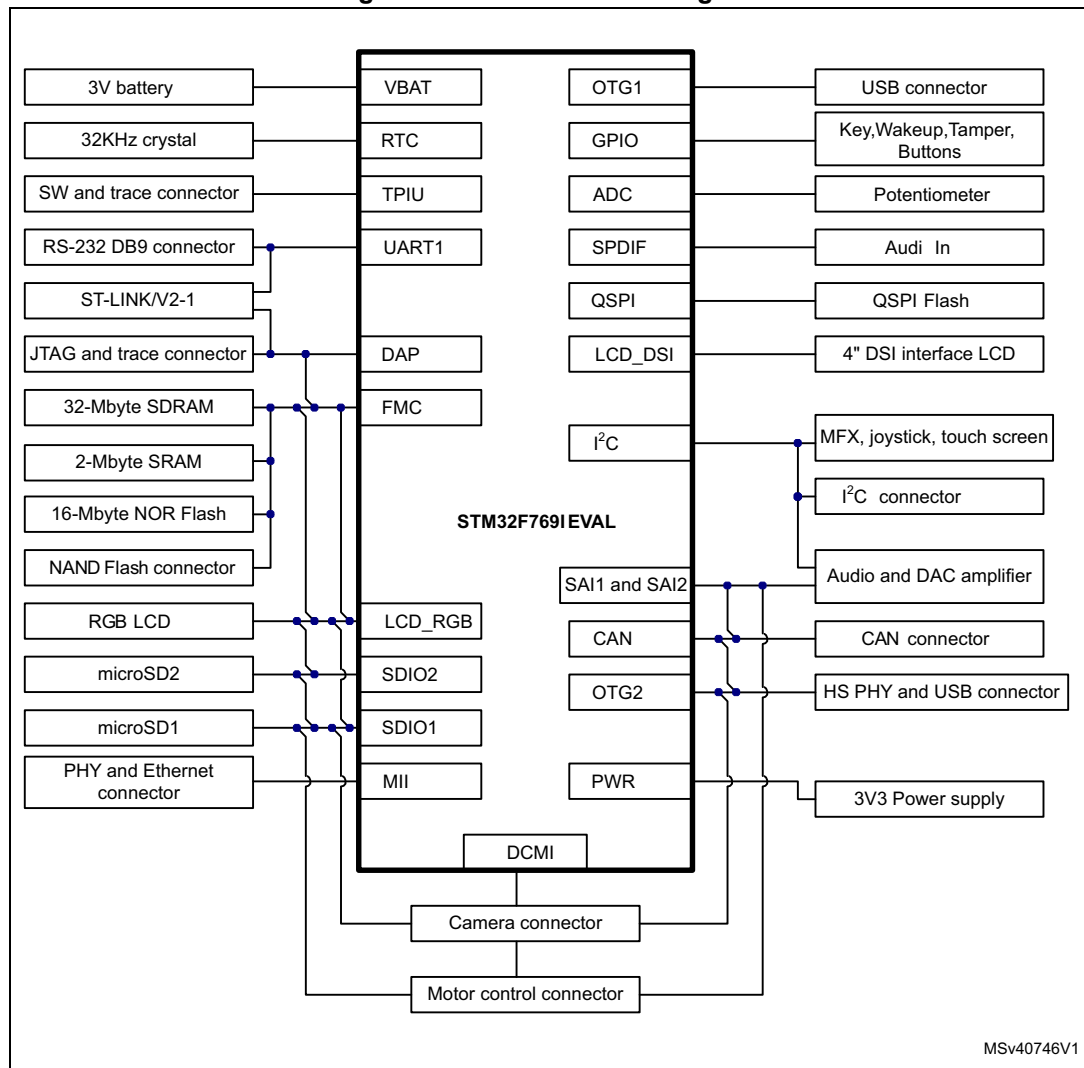 3V battery
32KHz crystal
SW and trace connector
RS-232 DB9 connector
ST-LINK/V2-1
JTAG and trace connector
32-Mbyte SDRAM
2-Mbyte SRAM
16-Mbyte NOR Flash
NAND Flash connector
RGB LCD
microSD2
microSD1
PHY and Ethernet
connector
VBAT
RTC
TPIU
UART1
DAP
FMC
LCD_RGB
SDIO2
SDIO1
MII
STM32F769I EVAL
OTG1
GPIO
ADC
SPDIF
QSPI
LCD_DSI
I²C
SAI1 and SAI2
CAN
OTG2
PWR
DCMI
USB connector
Key,Wakeup,Tamper,
Buttons
Potentiometer
Audi In
QSPI Flash
4" DSI interface LCD
MFX, joystick, touch screen
I²C connector
Audio and DAC amplifier
CAN connector
HS PHY and USB connector
3V3 Power supply
Camera connector
Motor control connector
MSv40746V1